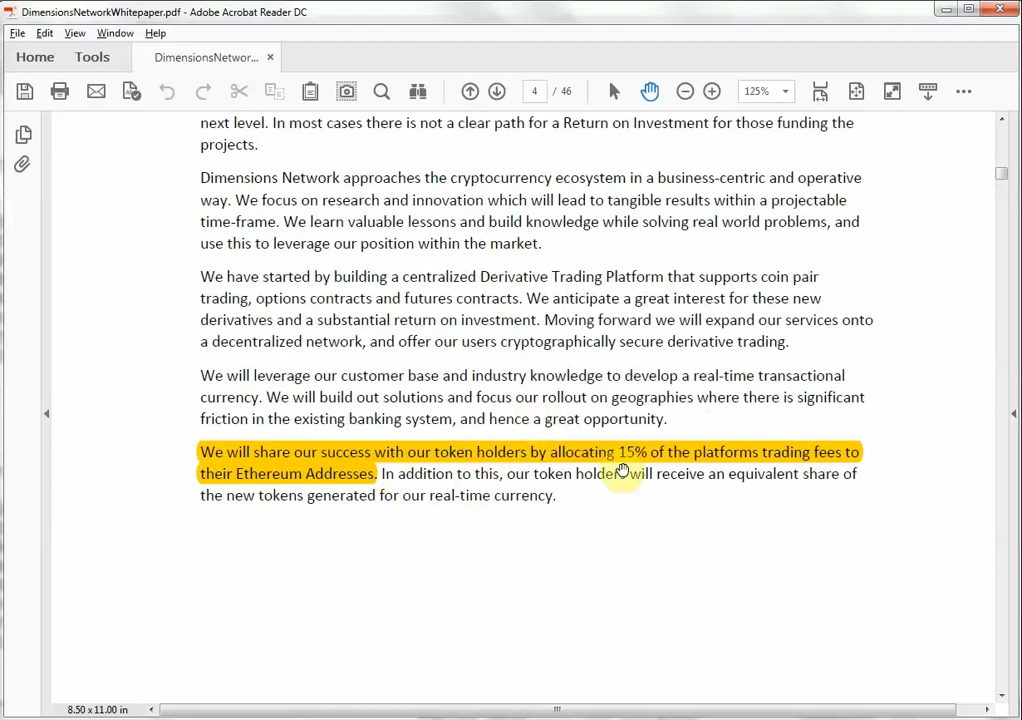 DimensionsNetworkWhitepaper.pdf - Adobe Acrobat Reader DC
File Edit View Window Help
Home Tools DimensionsNetwor... ×
4 / 46 125%
next level. In most cases there is not a clear path for a Return on Investment for those funding the
projects.
Dimensions Network approaches the cryptocurrency ecosystem in a business-centric and operative
way. We focus on research and innovation which will lead to tangible results within a projectable
time-frame. We learn valuable lessons and build knowledge while solving real world problems, and
use this to leverage our position within the market.
We have started by building a centralized Derivative Trading Platform that supports coin pair
trading, options contracts and futures contracts. We anticipate a great interest for these new
derivatives and a substantial return on investment. Moving forward we will expand our services onto
a decentralized network, and offer our users cryptographically secure derivative trading.
We will leverage our customer base and industry knowledge to develop a real-time transactional
currency. We will build out solutions and focus our rollout on geographies where there is significant
friction in the existing banking system, and hence a great opportunity.
We will share our success with our token holders by allocating 15% of the platforms trading fees to
their Ethereum Addresses. In addition to this, our token holders will receive an equivalent share of
the new tokens generated for our real-time currency.
8.50 x 11.00 in